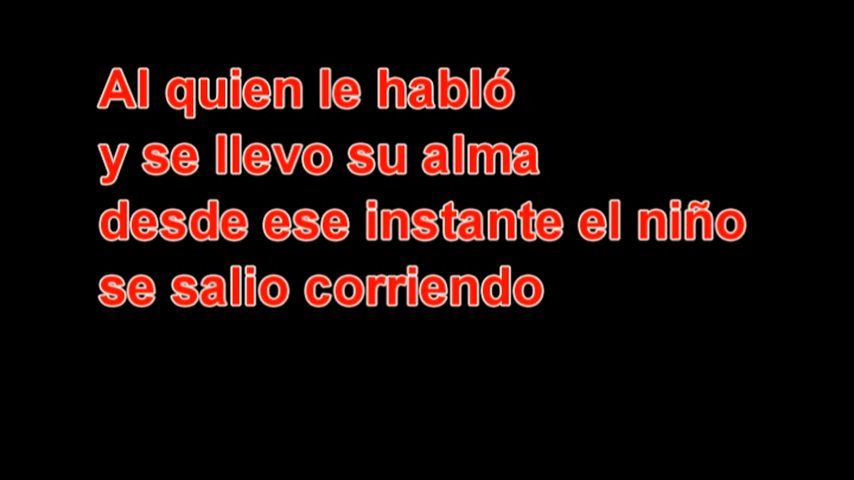 Al quien le habló
y se llevo su alma
desde ese instante el niño
se salio corriendo